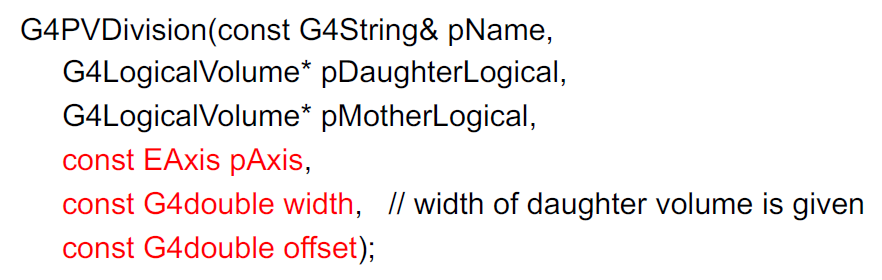 G4PVDivision(const G4String& pName,
G4LogicalVolume* pDaughterLogical,
G4LogicalVolume* pMotherLogical,
const EAxis pAxis,
const G4double width, // width of daughter volume is given
const G4double offset);